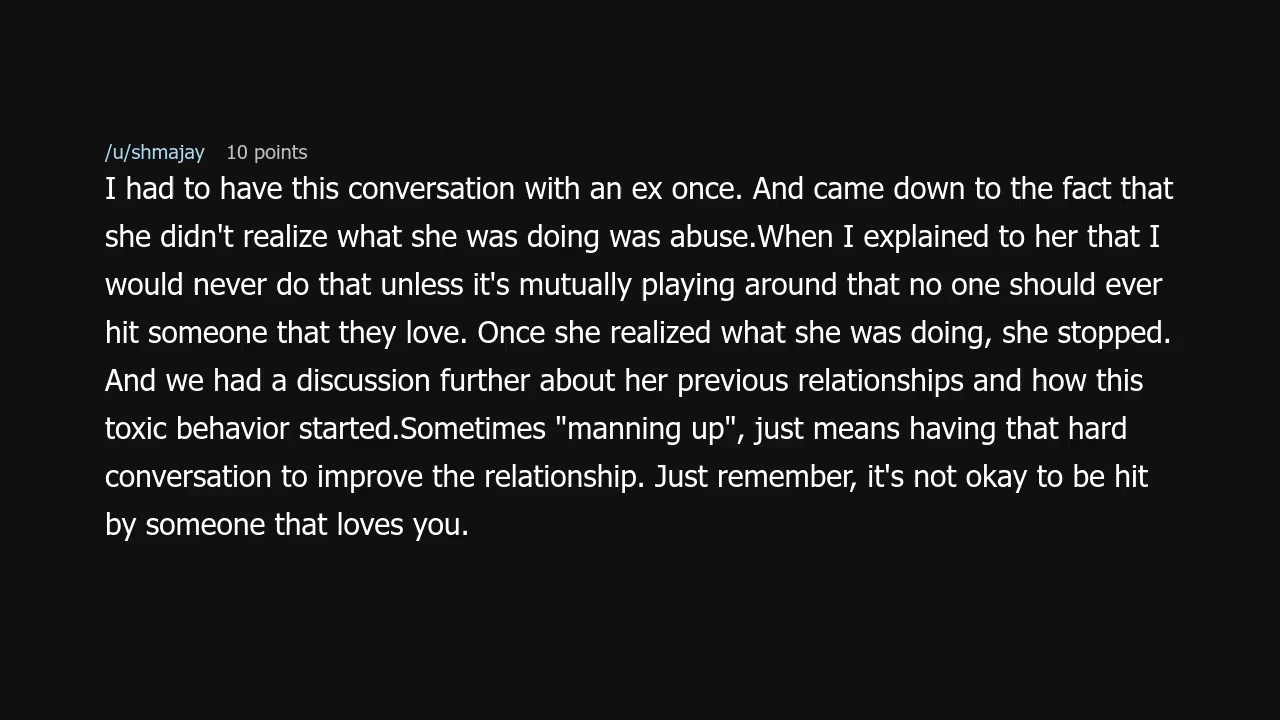 /u/shmajay 10 points
I had to have this conversation with an ex once. And came down to the fact that
she didn't realize what she was doing was abuse.When I explained to her that I
would never do that unless it's mutually playing around that no one should ever
hit someone that they love. Once she realized what she was doing, she stopped.
And we had a discussion further about her previous relationships and how this
toxic behavior started.Sometimes "manning up", just means having that hard
conversation to improve the relationship. Just remember, it's not okay to be hit
by someone that loves you.